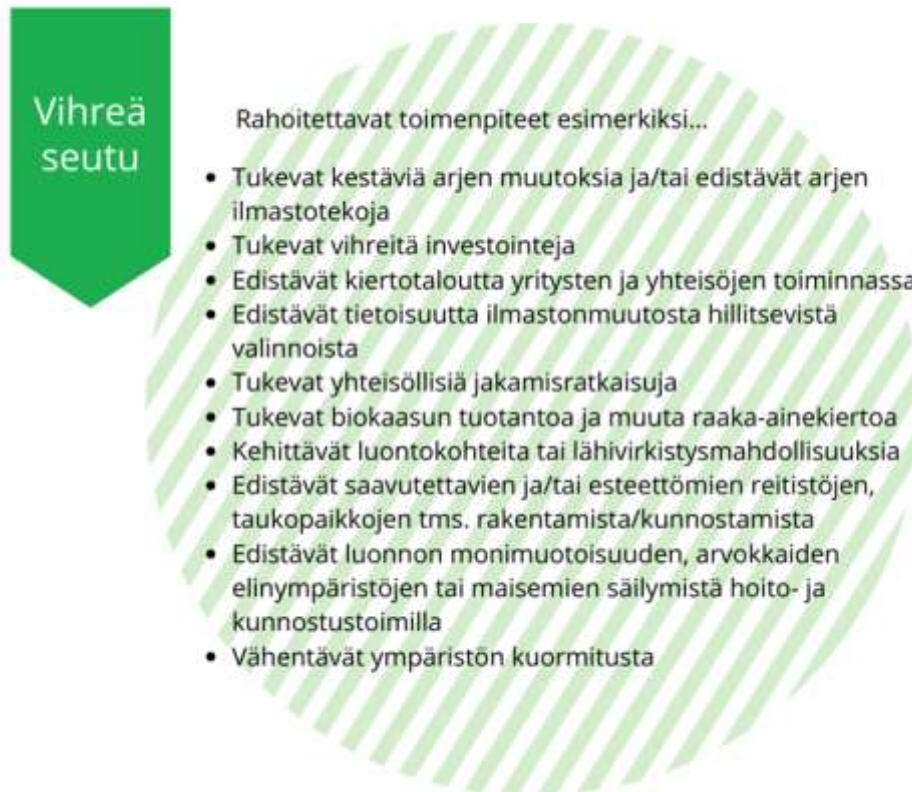 Vihreä
seutu
Rahoitettavat toimenpiteet esimerkiksi...
• Tukevat kestäviä arjen muutoksia ja/tai edistävät arjen
ilmastotekoja
• Tukevat vihreitä investointeja
• Edistävät kiertotaloutta yritysten ja yhteisöjen toiminnassa
• Edistävät tietoisuutta ilmastonmuutosta hillitsevistä
valinnoista
• Tukevat yhteisöllisiä jakamisratkaisuja
• Tukevat biokaasun tuotantoa ja muuta raaka-ainekiertoa
• Kehittävät luontokohteita tai lähivirkistysmahdollisuuksia
• Edistävät saavutettavien ja/tai esteettömien reitistöjen,
taukopaikkojen tms. rakentamista/kunnostamista
• Edistävät luonnon monimuotoisuuden, arvokkaiden
elinympäristöjen tai maisemien säilymistä hoito- ja
kunnostustoimilla
• Vähentävät ympäristön kuormitusta